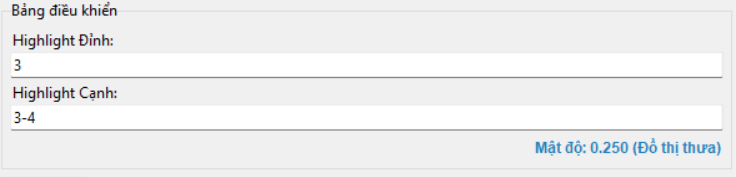 Bảng điều khiển
Highlight Đỉnh:
3
Highlight Cạnh:
3-4
Mật độ: 0.250 (Đồ thị thưa)